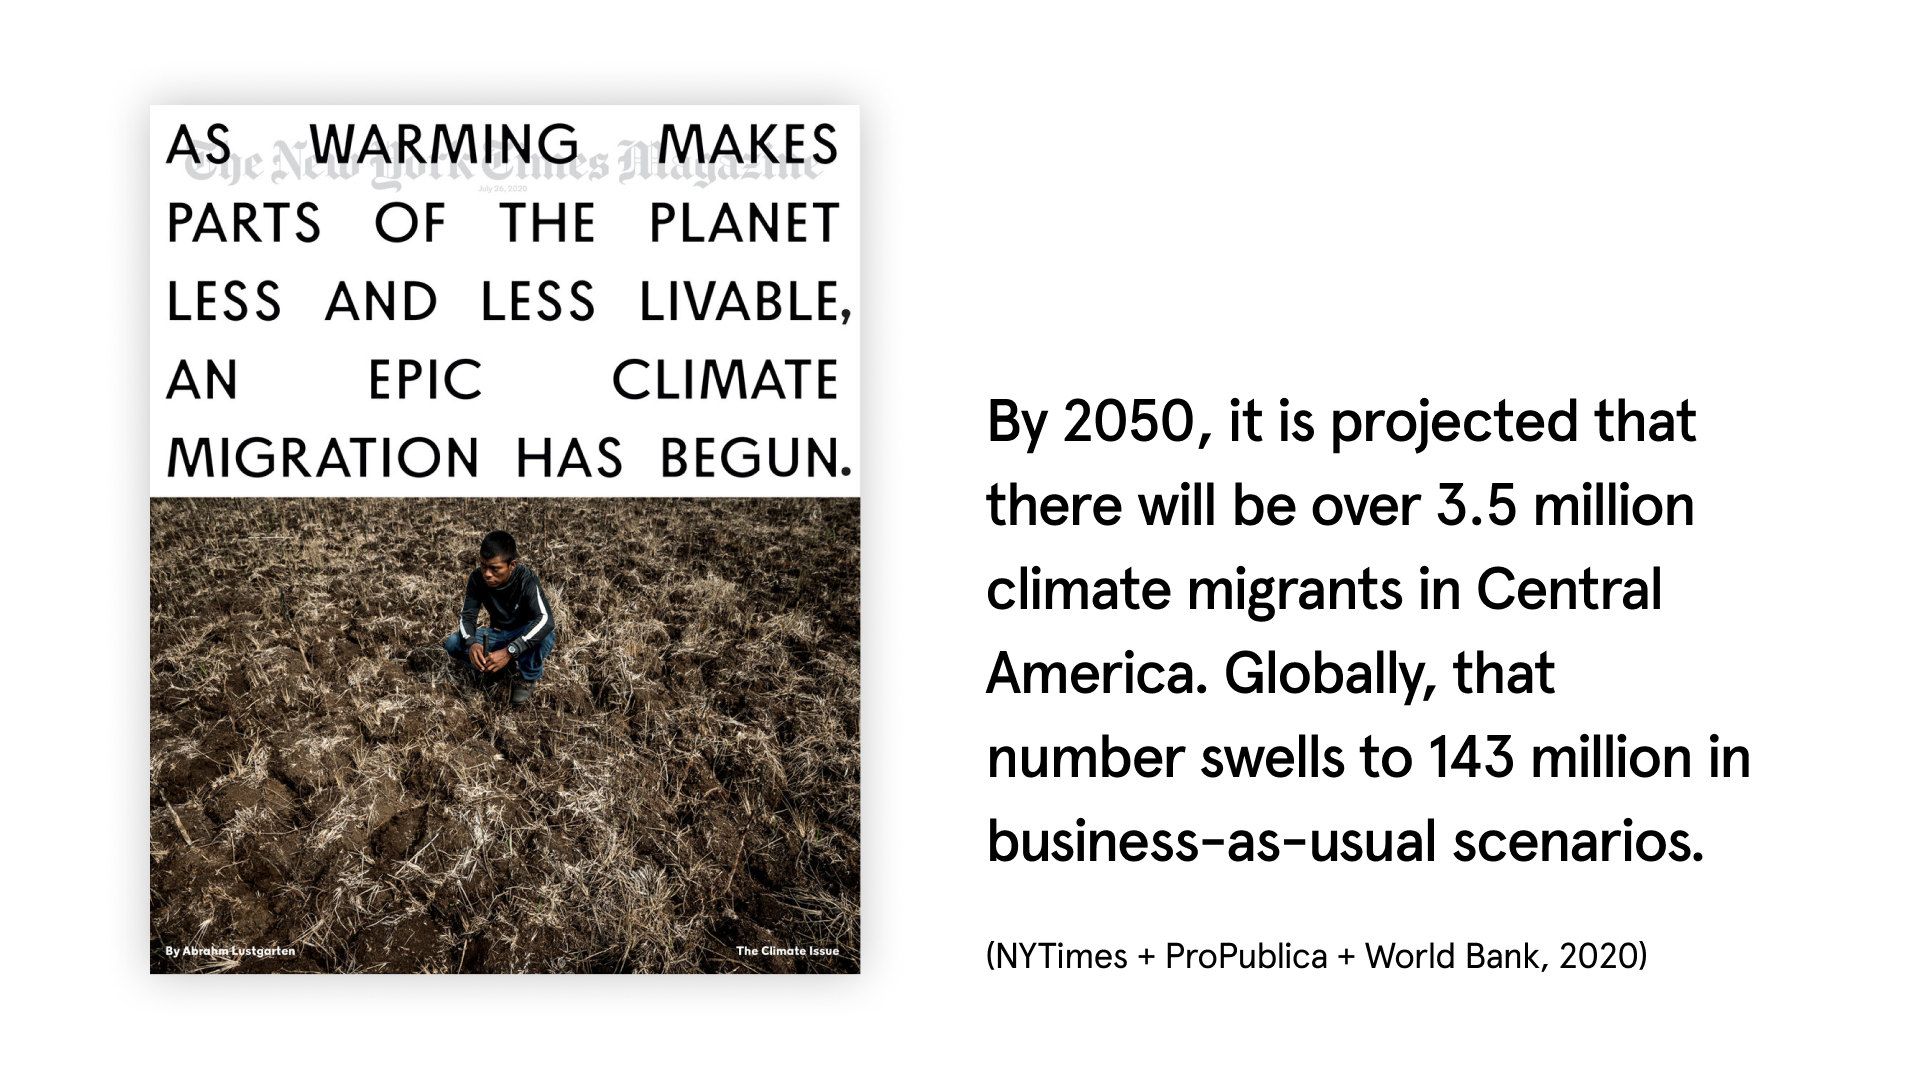 AS WARMING MAKES
The New York Times Magazine
July 26, 2020
PARTS OF THE PLANET
LESS AND LESS LIVABLE,
AN EPIC CLIMATE
MIGRATION HAS BEGUN.
By Abrahm Lustgarten
The Climate Issue
By 2050, it is projected that
there will be over 3.5 million
climate migrants in Central
America. Globally, that
number swells to 143 million in
business-as-usual scenarios.
(NYTimes + ProPublica + World Bank, 2020)